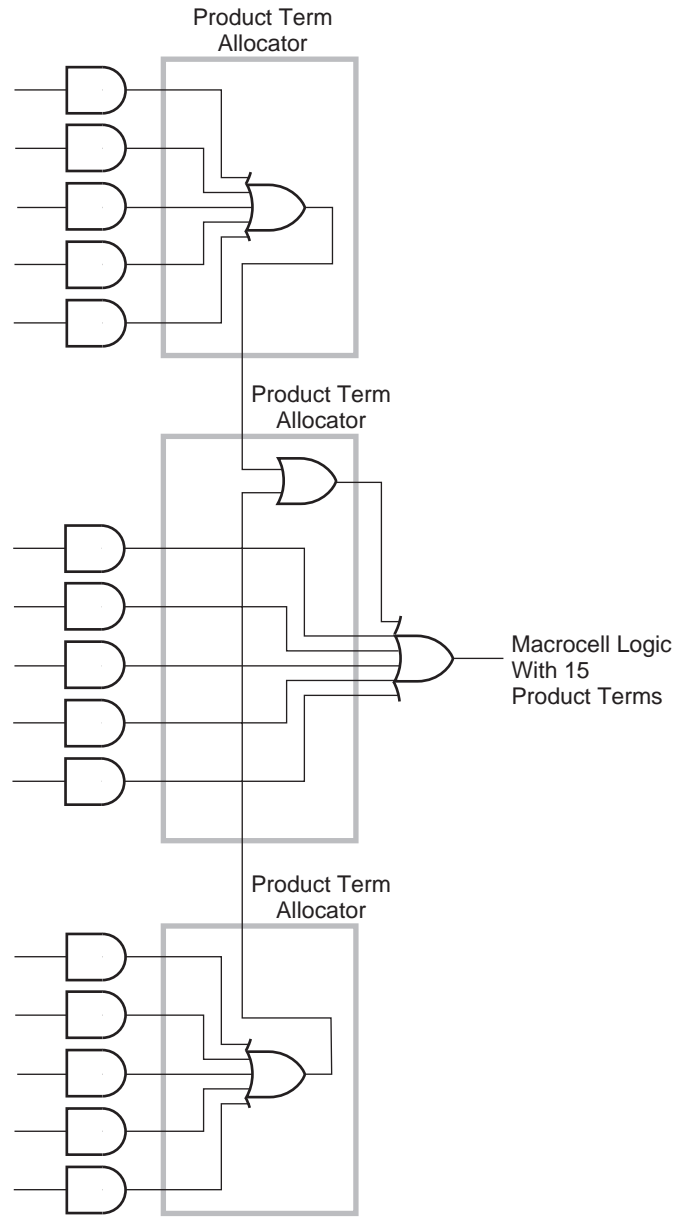 Product Term
Allocator
Product Term
Allocator
Macrocell Logic
With 15
Product Terms
Product Term
Allocator